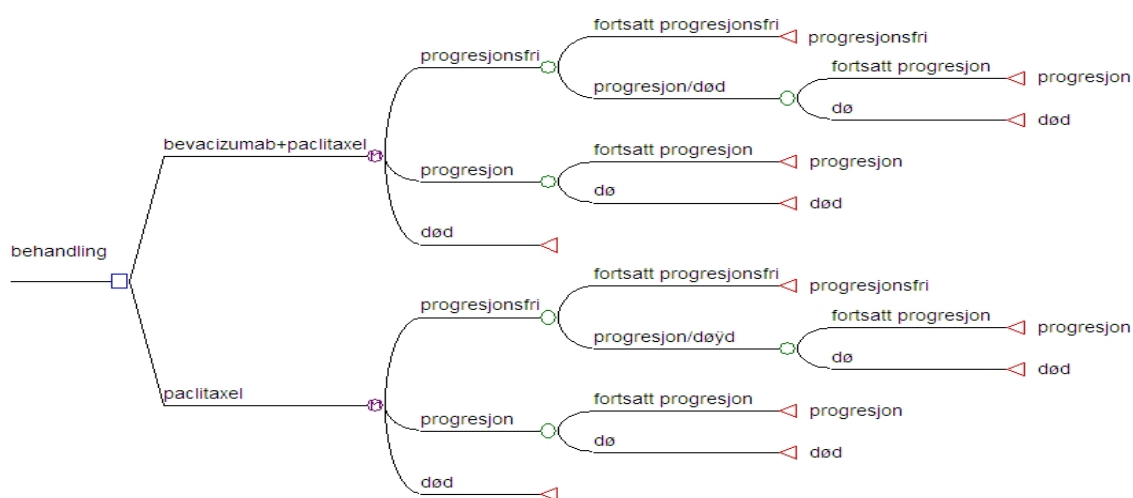 fortsatt progresjonsfri
progresjonsfri
progresjonsfri
fortsatt progresjon
progresjon
progresjon/død
dø
død
bevacizumab+paclitaxel
fortsatt progresjon
progresjon
progresjon
dø
død
død
behandling
fortsatt progresjonsfri
progresjonsfri
progresjonsfri
fortsatt progresjon
progresjon
progresjon/døÿd
dø
død
paclitaxel
fortsatt progresjon
progresjon
progresjon
dø
død
død